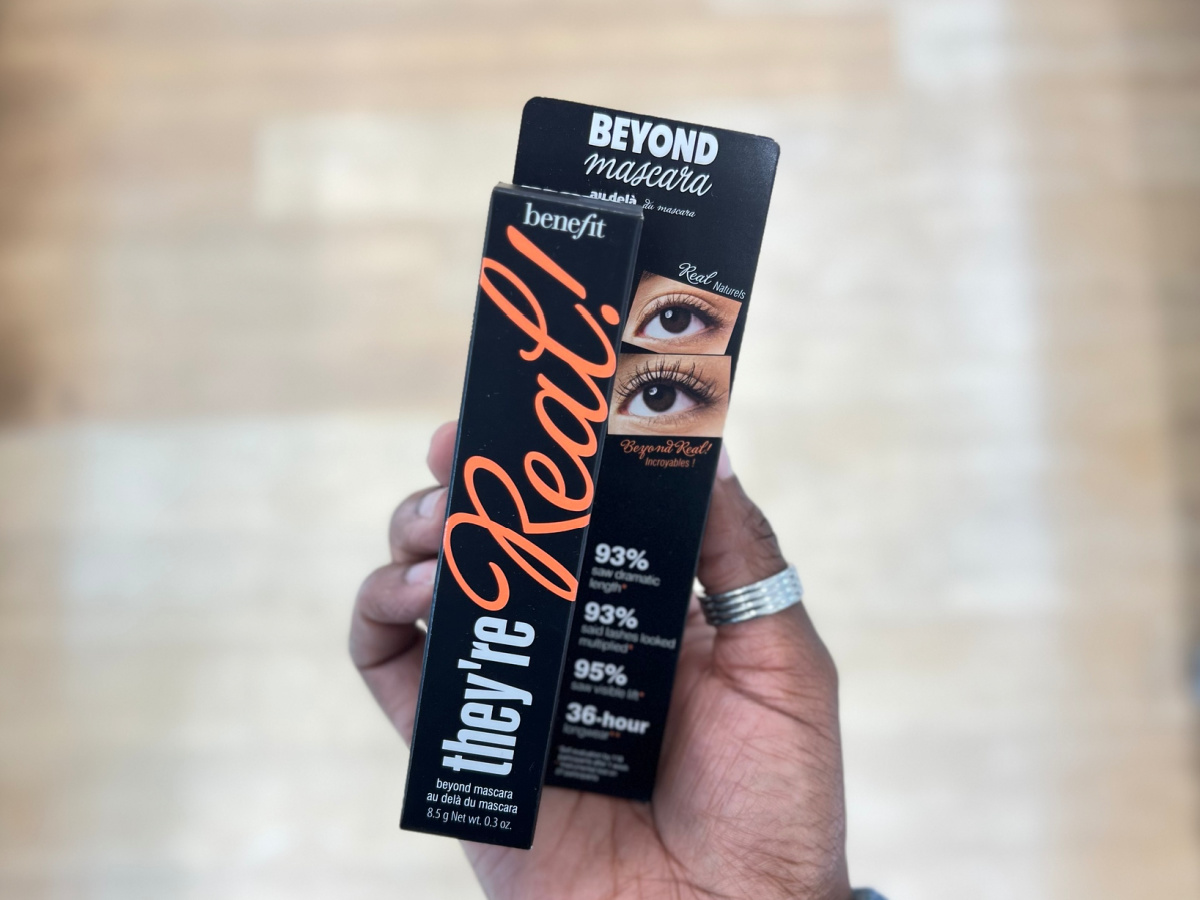 BEYOND
mascara
au delà du mascara
benefit
they're Real!
beyond mascara
au delà du mascara
8.5 g Net wt. 0.3 oz.
Real Naturels
Beyond Real!
Incroyables !
93%
saw dramatic
length*
93%
said lashes looked
multiplied*
95%
saw visible lift*
36-hour
longwear**